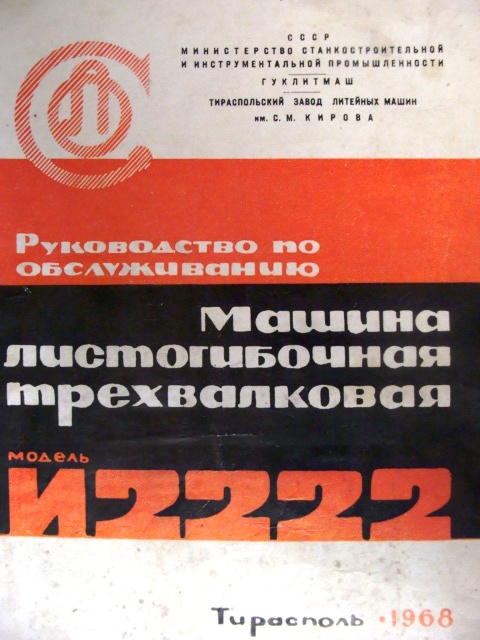 СССР
МИНИСТЕРСТВО СТАНКОСТРОИТЕЛЬНОЙ
И ИНСТРУМЕНТАЛЬНОЙ ПРОМЫШЛЕННОСТИ
ГУКЛИТМАШ
ТИРАСПОЛЬСКИЙ ЗАВОД ЛИТЕЙНЫХ МАШИН
им. С. М. КИРОВА
Руководство по
обслуживанию
Машина
листогибочная
трехвалковая
модель
И2222
Тирасполь • 1968